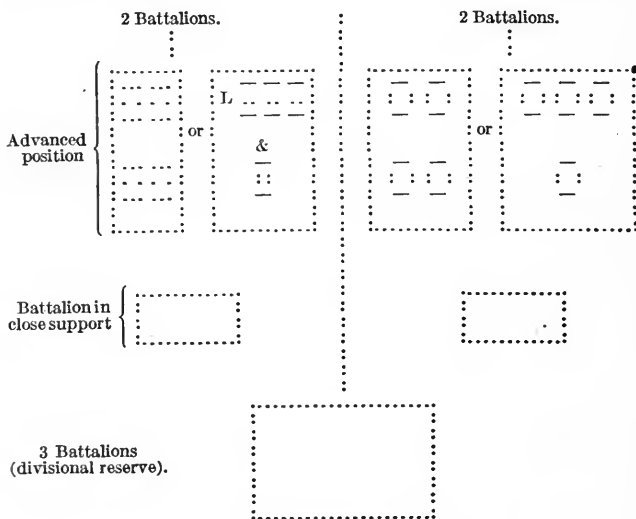 2 Battalions.
2 Battalions.
Advanced
position
or
L
&
or
Battalion in
close support
3 Battalions
(divisional reserve).